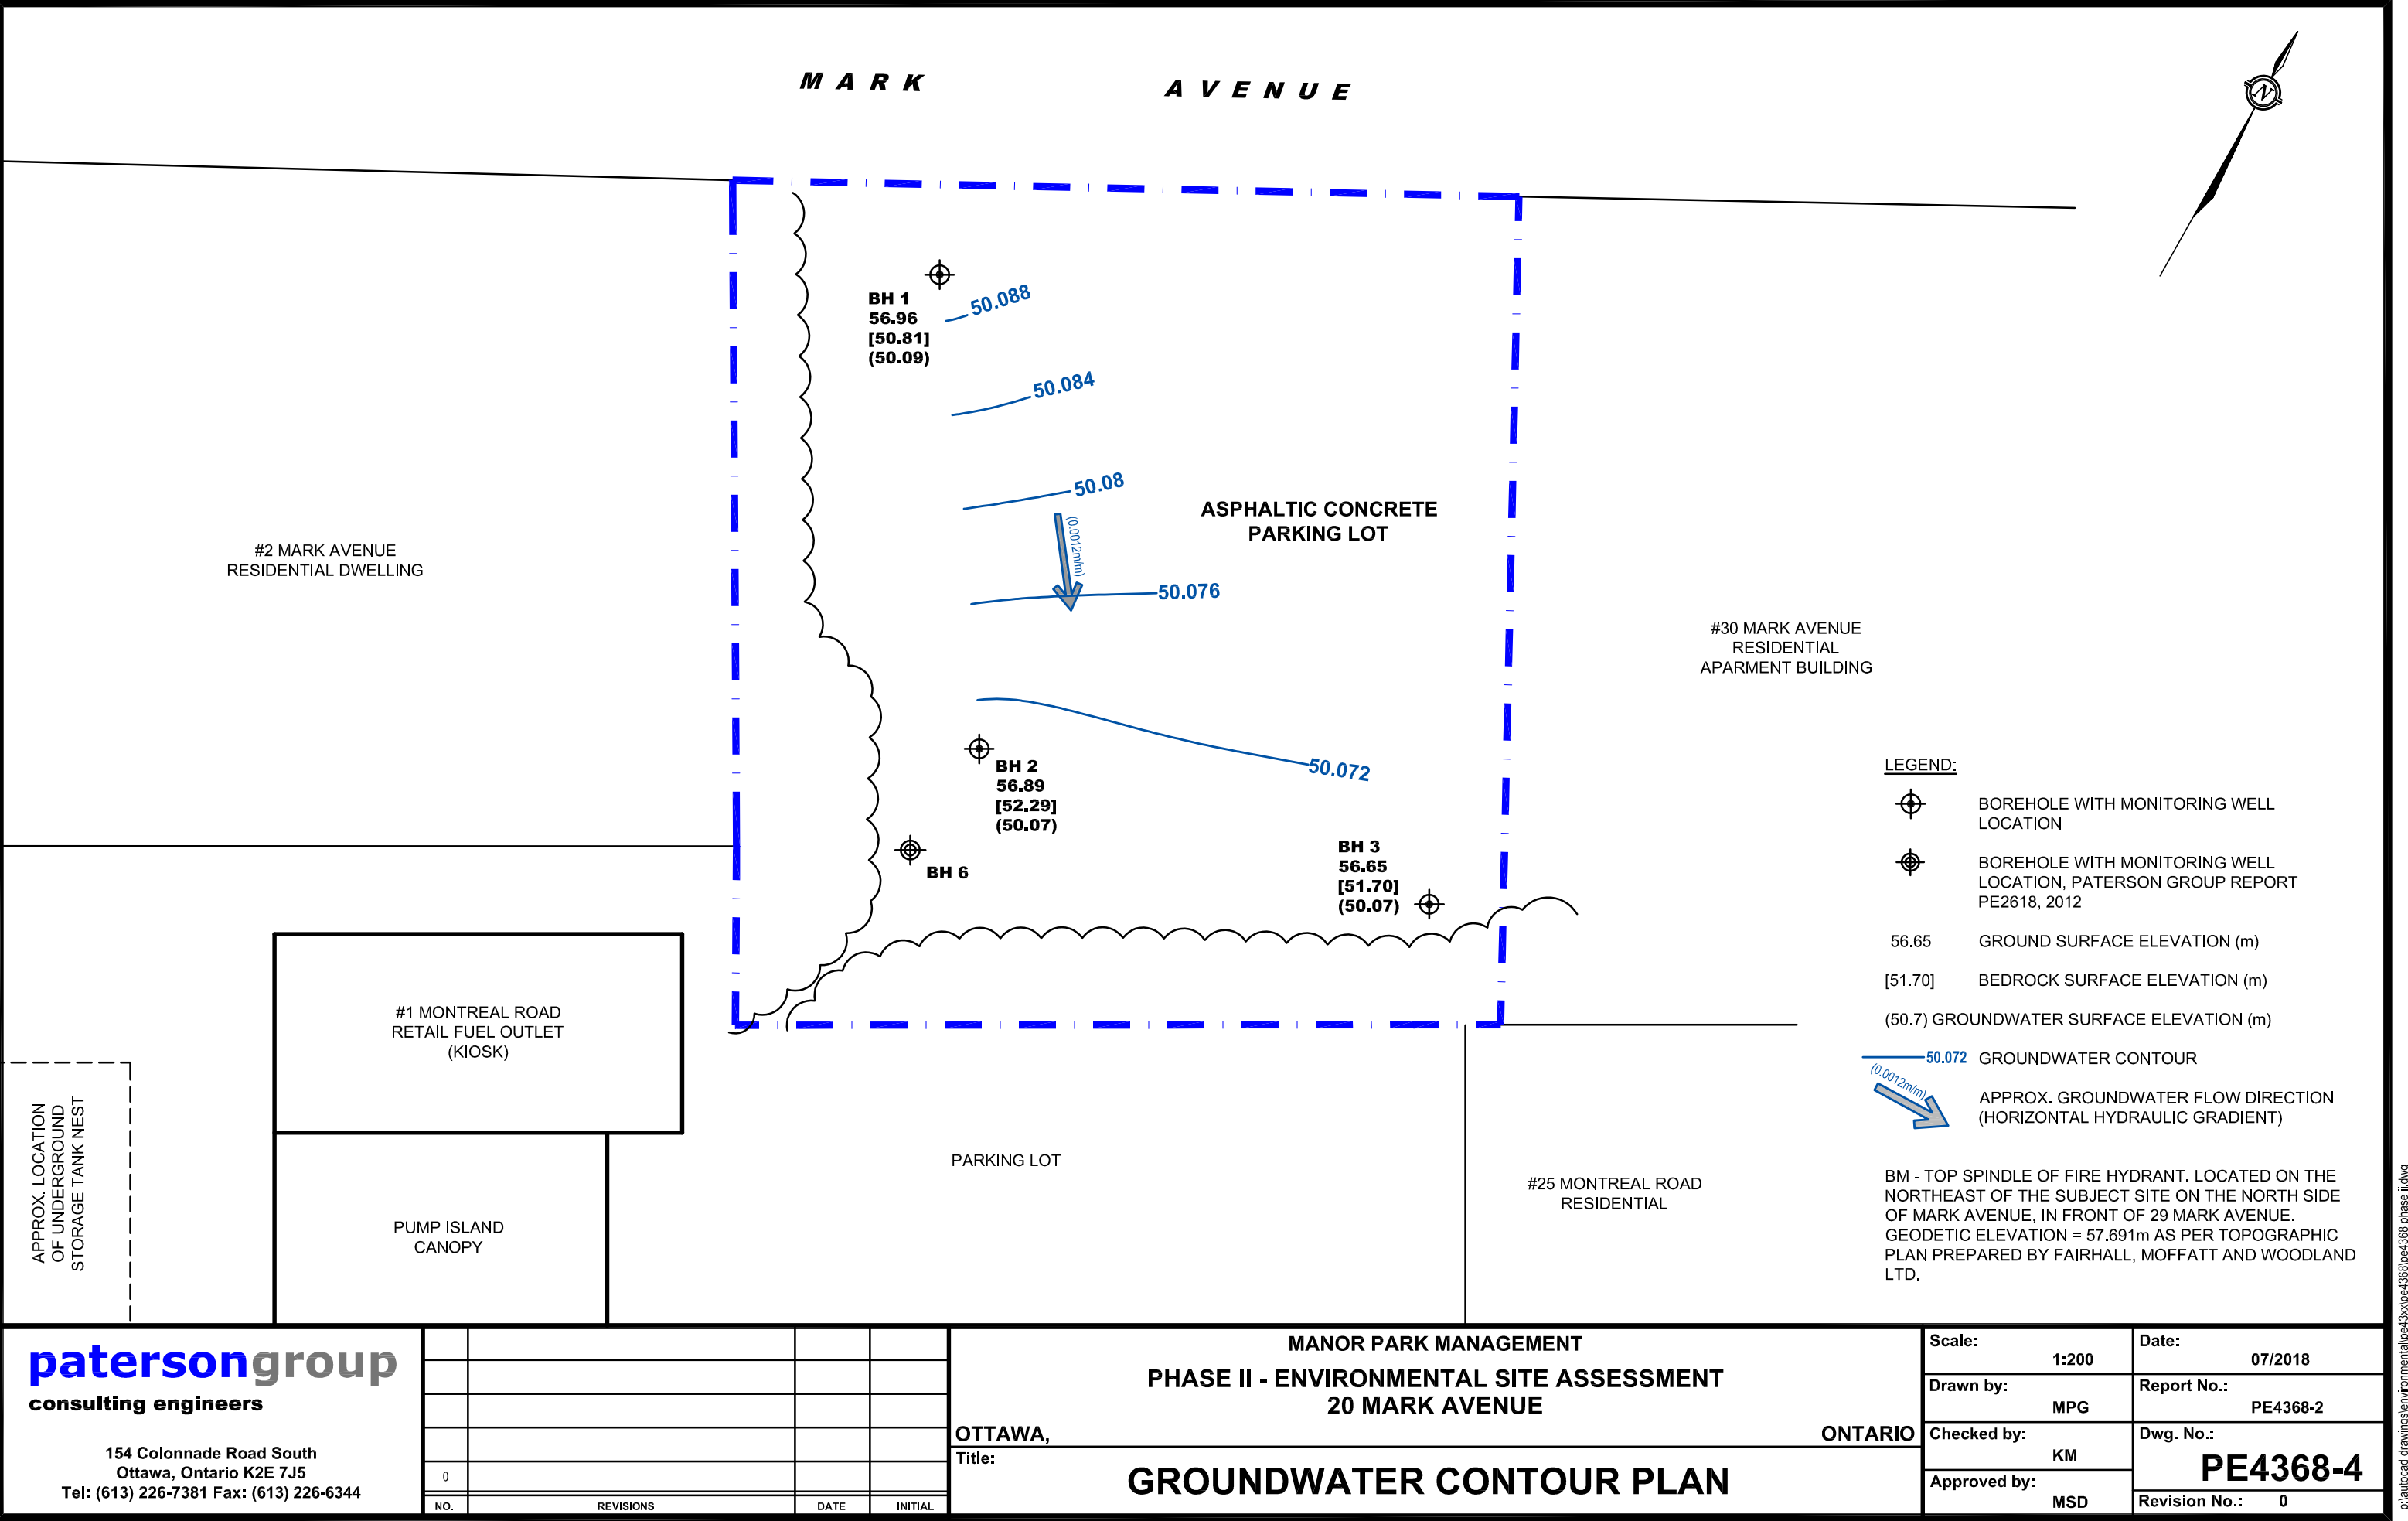 MARK AVENUE
N
BH 1
56.96
[50.81]
(50.09)
50.088
50.084
50.08
(0.0012m/m)
50.076
ASPHALTIC CONCRETE
PARKING LOT
#2 MARK AVENUE
RESIDENTIAL DWELLING
#30 MARK AVENUE
RESIDENTIAL
APARMENT BUILDING
50.072
BH 2
56.89
[52.29]
(50.07)
BH 6
BH 3
56.65
[51.70]
(50.07)
#1 MONTREAL ROAD
RETAIL FUEL OUTLET
(KIOSK)
APPROX. LOCATION
OF UNDERGROUND
STORAGE TANK NEST
PUMP ISLAND
CANOPY
PARKING LOT
#25 MONTREAL ROAD
RESIDENTIAL
LEGEND:
BOREHOLE WITH MONITORING WELL
LOCATION
BOREHOLE WITH MONITORING WELL
LOCATION, PATERSON GROUP REPORT
PE2618, 2012
56.65 GROUND SURFACE ELEVATION (m)
[51.70] BEDROCK SURFACE ELEVATION (m)
(50.7) GROUNDWATER SURFACE ELEVATION (m)
50.072 GROUNDWATER CONTOUR
(0.0012m/m)
APPROX. GROUNDWATER FLOW DIRECTION
(HORIZONTAL HYDRAULIC GRADIENT)
BM - TOP SPINDLE OF FIRE HYDRANT. LOCATED ON THE
NORTHEAST OF THE SUBJECT SITE ON THE NORTH SIDE
OF MARK AVENUE, IN FRONT OF 29 MARK AVENUE.
GEODETIC ELEVATION = 57.691m AS PER TOPOGRAPHIC
PLAN PREPARED BY FAIRHALL, MOFFATT AND WOODLAND
LTD.
p:\autocad drawings\environmental\pe43xx\pe4368\pe4368 phase ii.dwg
patersongroup
consulting engineers
154 Colonnade Road South
Ottawa, Ontario K2E 7J5
Tel: (613) 226-7381 Fax: (613) 226-6344
0
NO. REVISIONS DATE INITIAL
MANOR PARK MANAGEMENT
PHASE II - ENVIRONMENTAL SITE ASSESSMENT
20 MARK AVENUE
OTTAWA, ONTARIO
Title:
GROUNDWATER CONTOUR PLAN
Scale:
1:200
Date:
07/2018
Drawn by:
MPG
Report No.:
PE4368-2
Checked by:
KM
Dwg. No.:
PE4368-4
Approved by:
MSD
Revision No.: 0